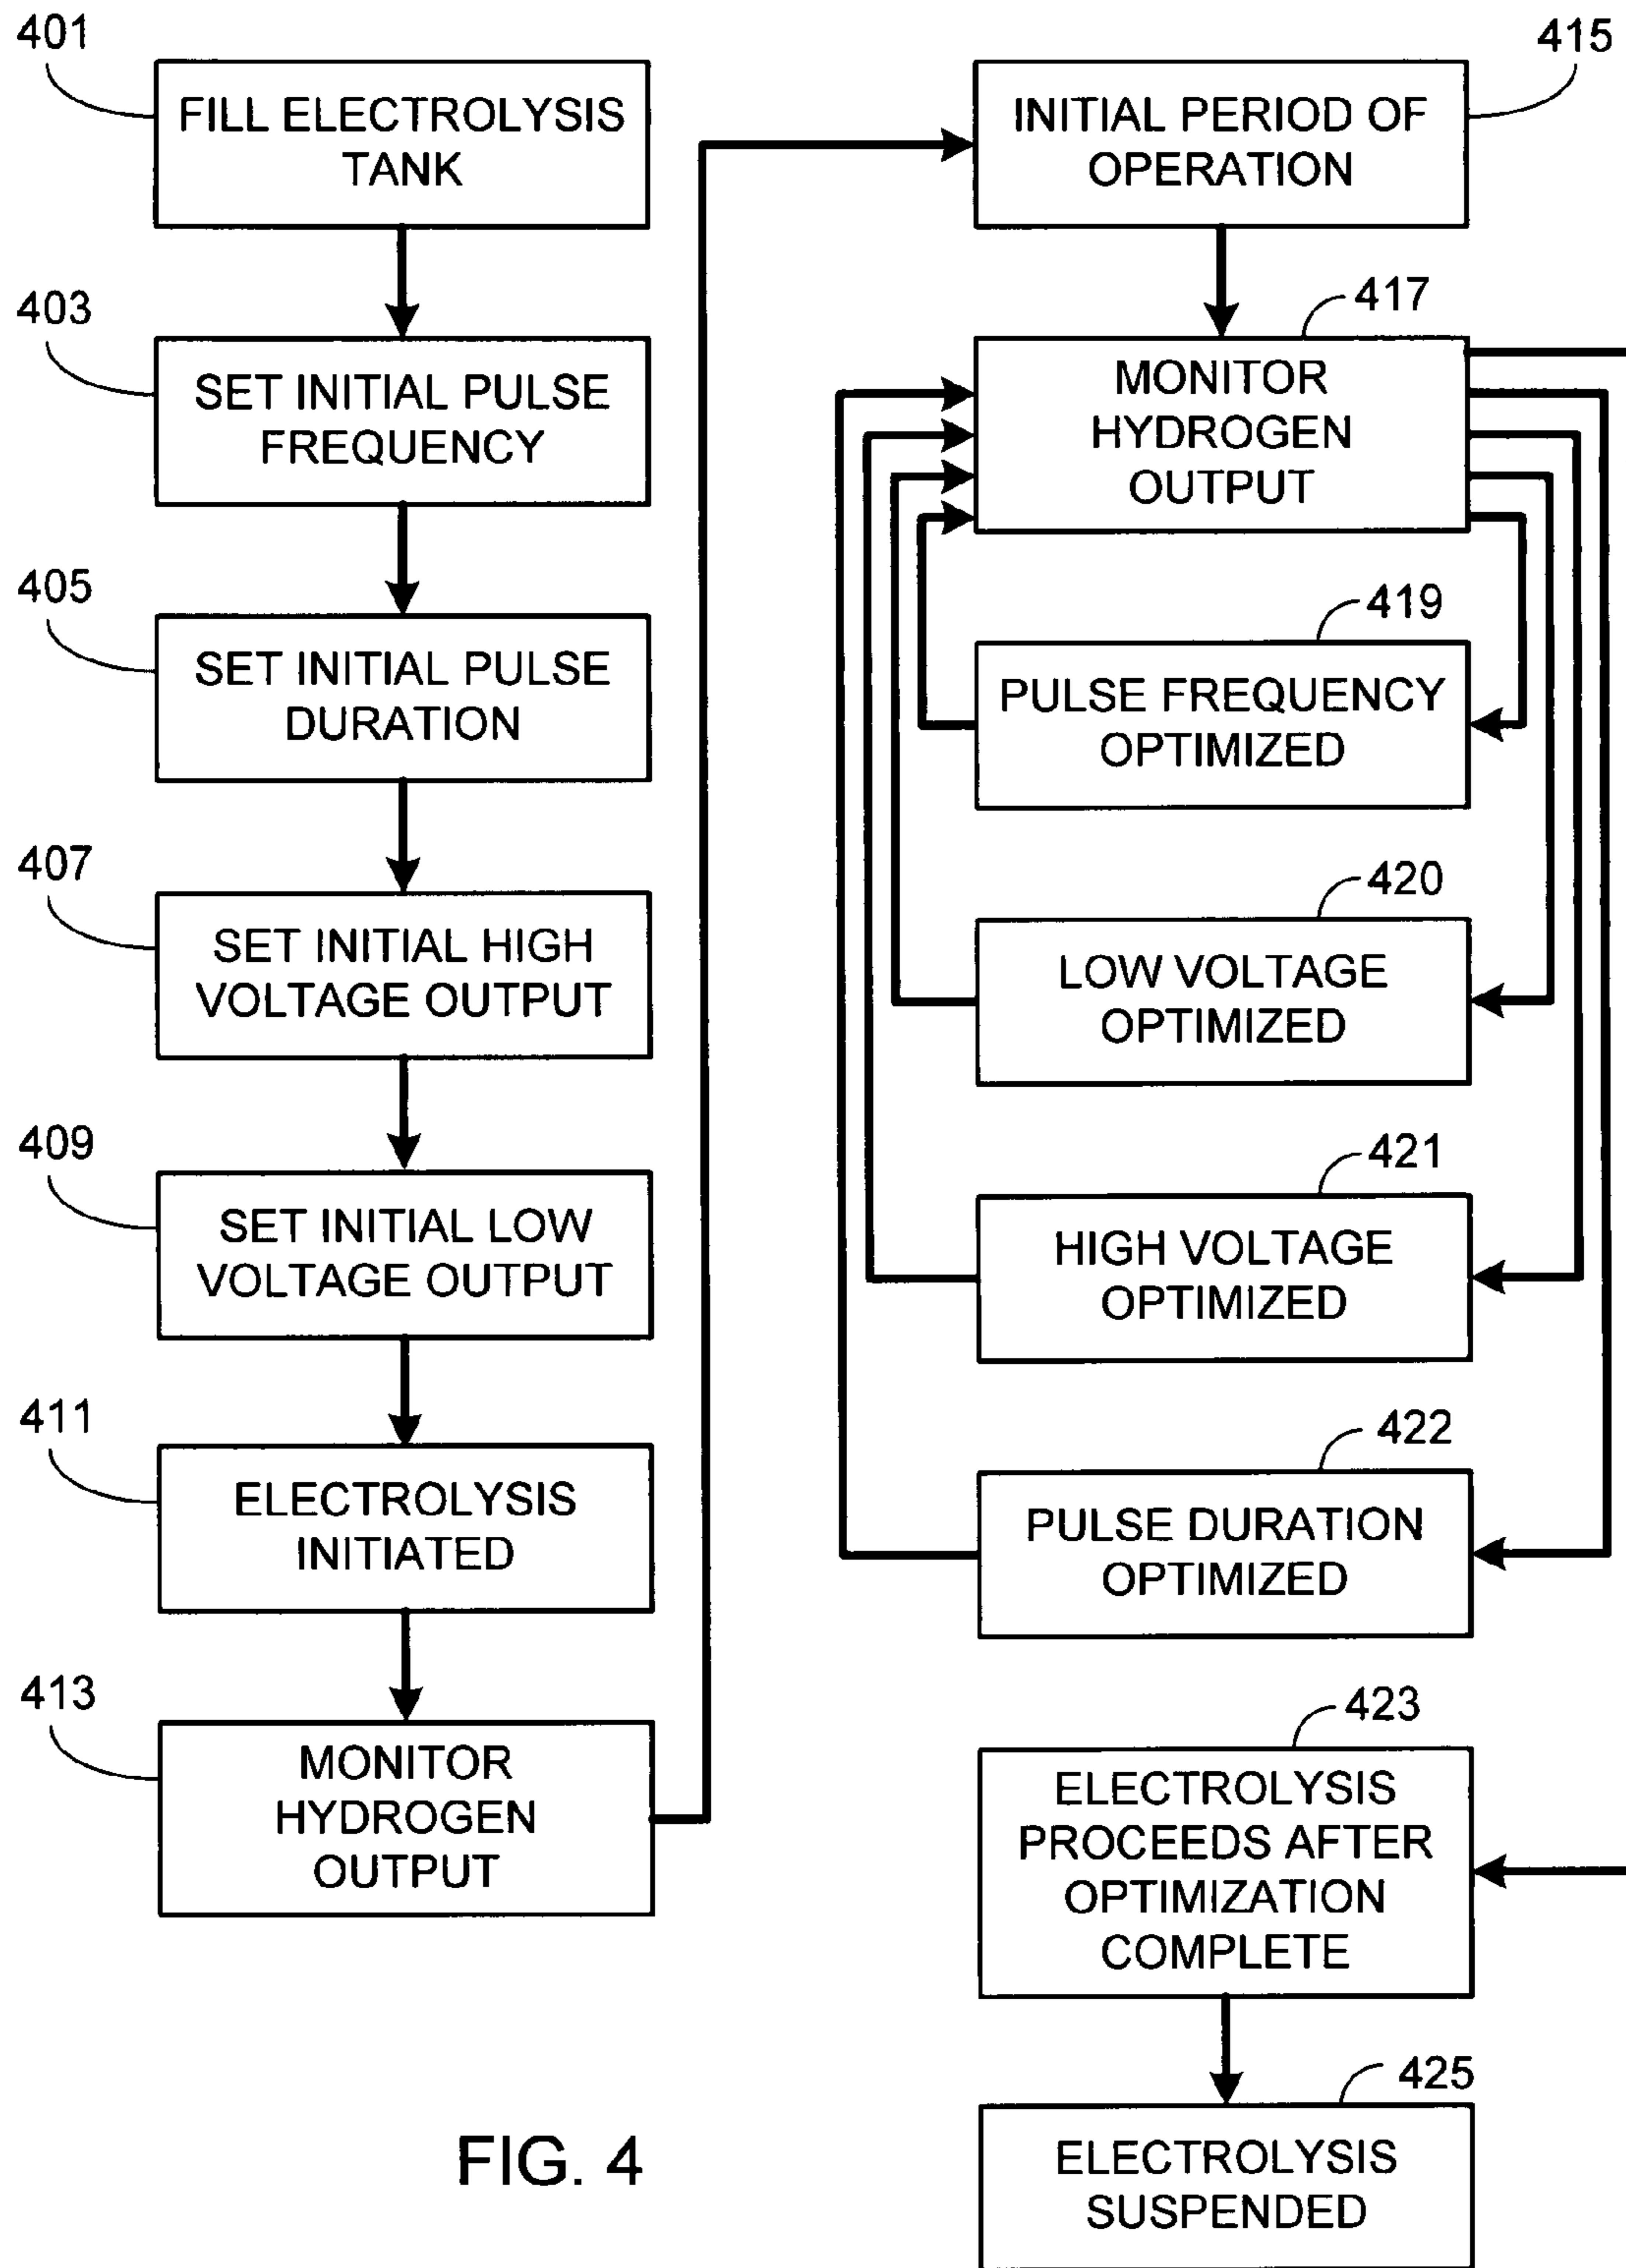 401
FILL ELECTROLYSIS
TANK
403
SET INITIAL PULSE
FREQUENCY
405
SET INITIAL PULSE
DURATION
407
SET INITIAL HIGH
VOLTAGE OUTPUT
409
SET INITIAL LOW
VOLTAGE OUTPUT
411
ELECTROLYSIS
INITIATED
413
MONITOR
HYDROGEN
OUTPUT
415
INITIAL PERIOD OF
OPERATION
417
MONITOR
HYDROGEN
OUTPUT
419
PULSE FREQUENCY
OPTIMIZED
420
LOW VOLTAGE
OPTIMIZED
421
HIGH VOLTAGE
OPTIMIZED
422
PULSE DURATION
OPTIMIZED
423
ELECTROLYSIS
PROCEEDS AFTER
OPTIMIZATION
COMPLETE
425
ELECTROLYSIS
SUSPENDED
FIG. 4